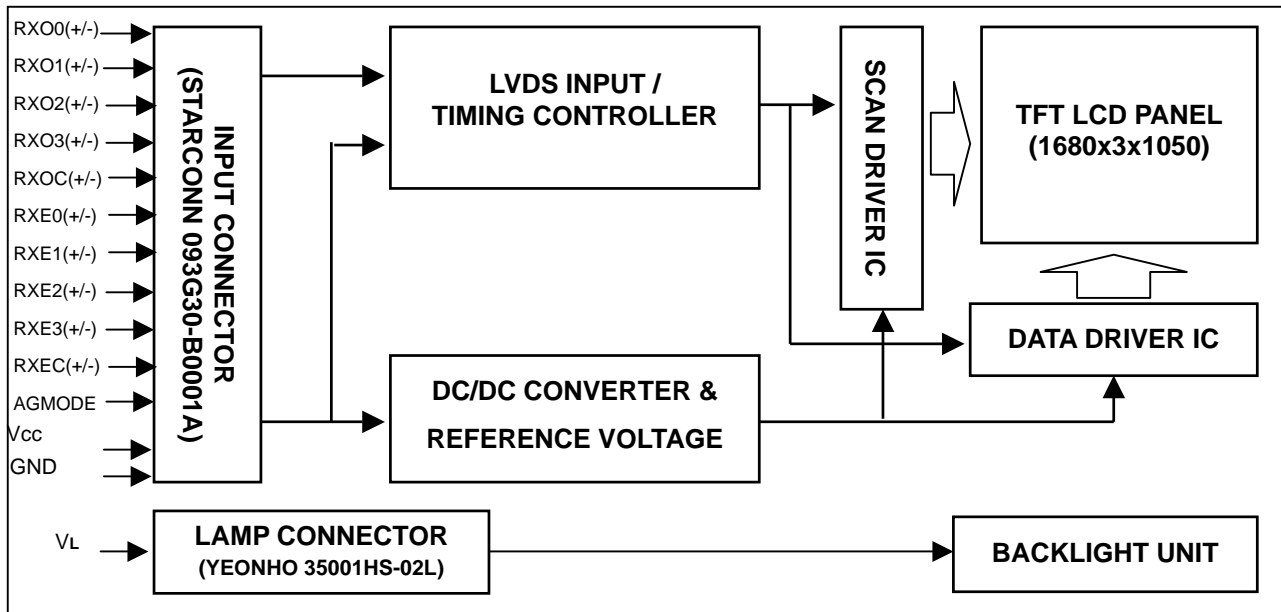 RXO0(+/-)
RXO1(+/-)
RXO2(+/-)
RXO3(+/-)
RXOC(+/-)
RXE0(+/-)
RXE1(+/-)
RXE2(+/-)
RXE3(+/-)
RXEC(+/-)
AGMODE
Vcc
GND
INPUT CONNECTOR
(STARCONN 093G30-B0001A)
LVDS INPUT /
TIMING CONTROLLER
SCAN DRIVER IC
TFT LCD PANEL
(1680x3x1050)
DATA DRIVER IC
DC/DC CONVERTER &
REFERENCE VOLTAGE
VL
LAMP CONNECTOR
(YEONHO 35001HS-02L)
BACKLIGHT UNIT